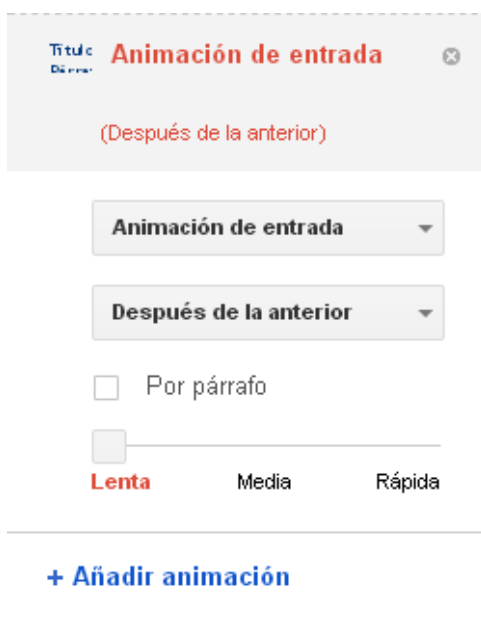 Título Animación de entrada
(Después de la anterior)
Animación de entrada
Después de la anterior
Por párrafo
Lenta Media Rápida
+ Añadir animación